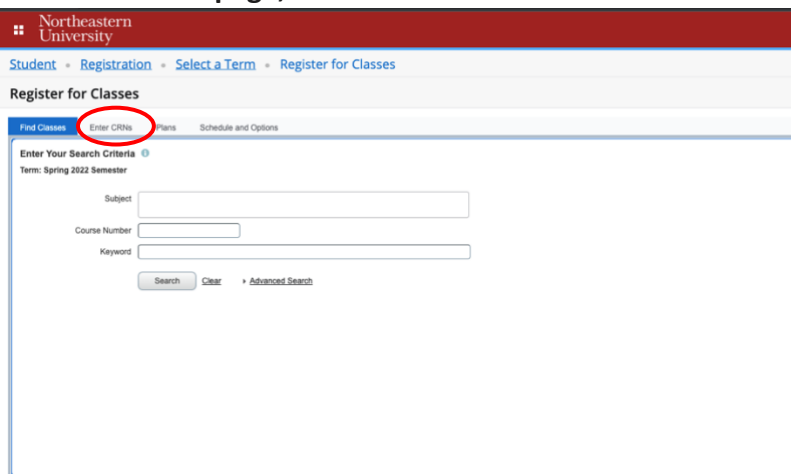 Northeastern
University
Student Registration Select a Term Register for Classes
Register for Classes
Find Classes Enter CRNs Plans Schedule and Options
Enter Your Search Criteria
Term: Spring 2022 Semester
Subject
Course Number
Keyword
Search Clear Advanced Search